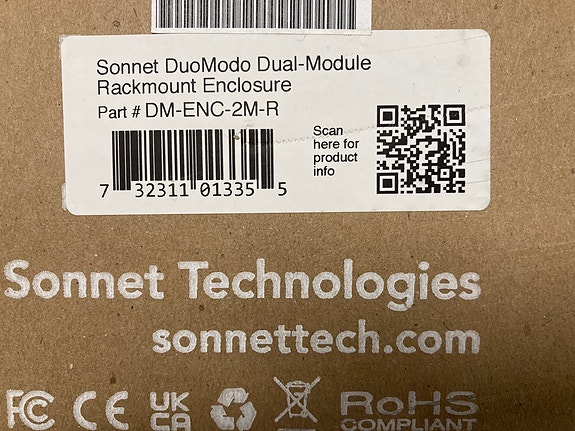 Sonnet DuoModo Dual-Module
Rackmount Enclosure
Part # DM-ENC-2M-R
Scan
here for
product
info
7 32311 01335 5
Sonnet Technologies
sonnettech.com
FC CE UK CA RoHS
COMPLIANT